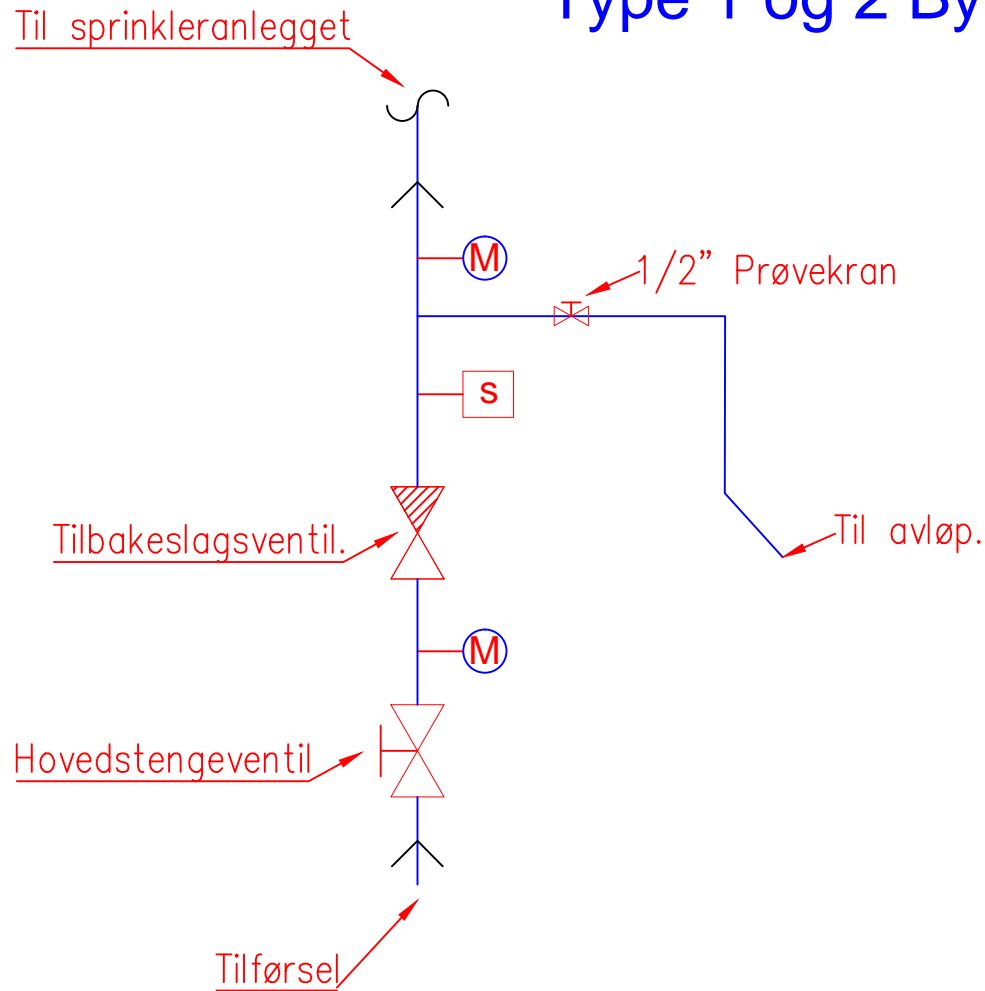 Type 1 og 2 By
Til sprinkleranlegget
M
1/2” Prøvekran
s
Tilbakeslagsventil.
Til avløp.
M
Hovedstengeventil
Tilførsel